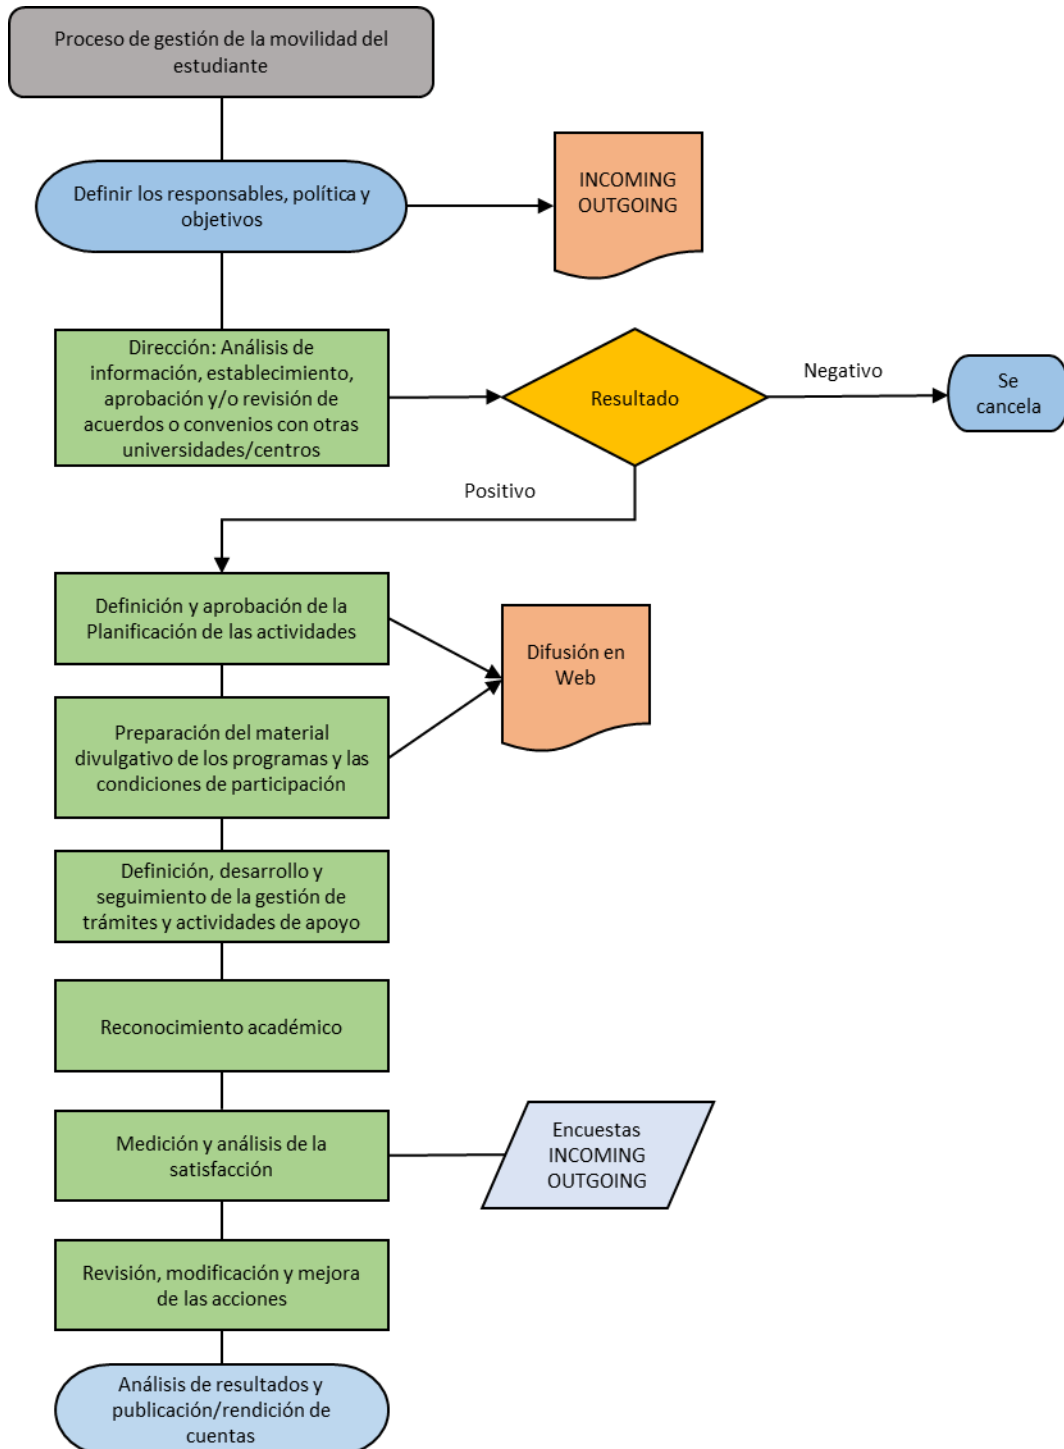 Proceso de gestión de la movilidad del
estudiante
Definir los responsables, política y
objetivos
INCOMING
OUTGOING
Dirección: Análisis de
información, establecimiento,
aprobación y/o revisión de
acuerdos o convenios con otras
universidades/centros
Resultado
Negativo
Se
cancela
Positivo
Definición y aprobación de la
Planificación de las actividades
Difusión en
Web
Preparación del material
divulgativo de los programas y las
condiciones de participación
Definición, desarrollo y
seguimiento de la gestión de
trámites y actividades de apoyo
Reconocimiento académico
Medición y análisis de la
satisfacción
Encuestas
INCOMING
OUTGOING
Revisión, modificación y mejora
de las acciones
Análisis de resultados y
publicación/rendición de
cuentas